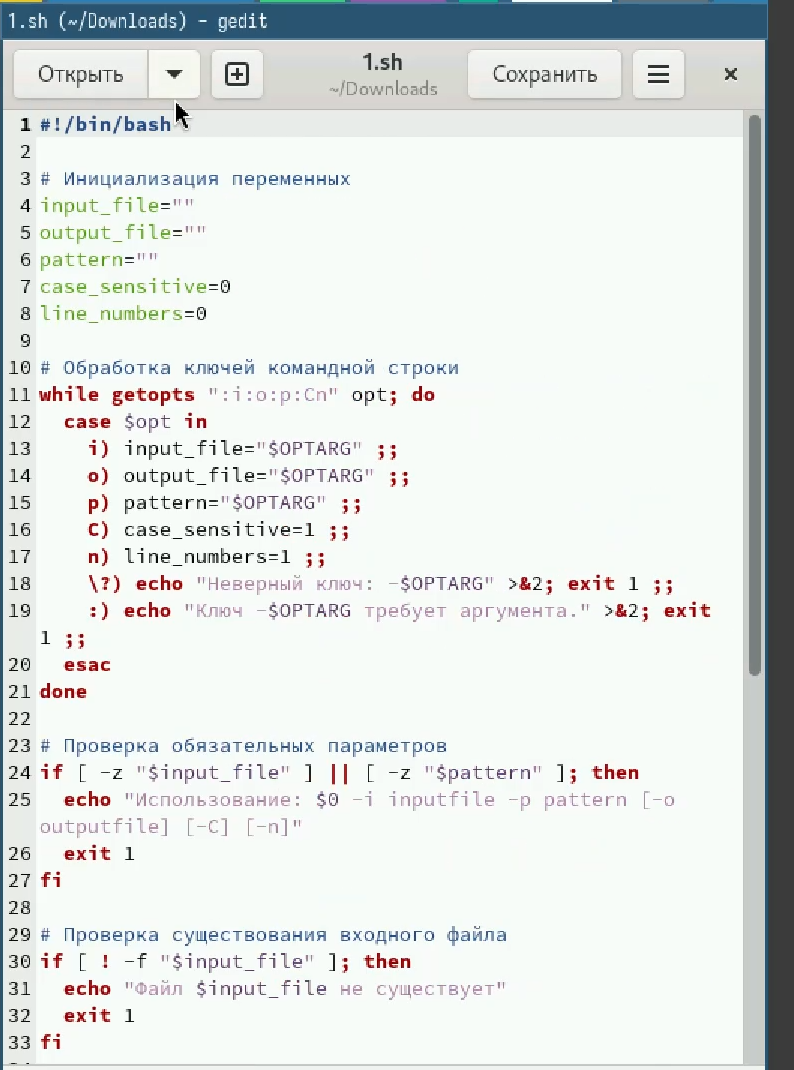 1.sh (~/Downloads) - gedit
Открыть
1.sh
~/Downloads
Сохранить
1 #!/bin/bash
2
3 # Инициализация переменных
4 input_file=""
5 output_file=""
6 pattern=""
7 case_sensitive=0
8 line_numbers=0
9
10 # Обработка ключей командной строки
11 while getopts ":i:o:p:Cn" opt; do
12   case $opt in
13     i) input_file="$OPTARG" ;;
14     o) output_file="$OPTARG" ;;
15     p) pattern="$OPTARG" ;;
16     C) case_sensitive=1 ;;
17     n) line_numbers=1 ;;
18     \?) echo "Неверный ключ: -$OPTARG" >&2; exit 1 ;;
19     :) echo "Ключ -$OPTARG требует аргумента." >&2; exit
1 ;;
20   esac
21 done
22
23 # Проверка обязательных параметров
24 if [ -z "$input_file" ] || [ -z "$pattern" ]; then
25   echo "Использование: $0 -i inputfile -p pattern [-o
outputfile] [-C] [-n]"
26   exit 1
27 fi
28
29 # Проверка существования входного файла
30 if [ ! -f "$input_file" ]; then
31   echo "Файл $input_file не существует"
32   exit 1
33 fi